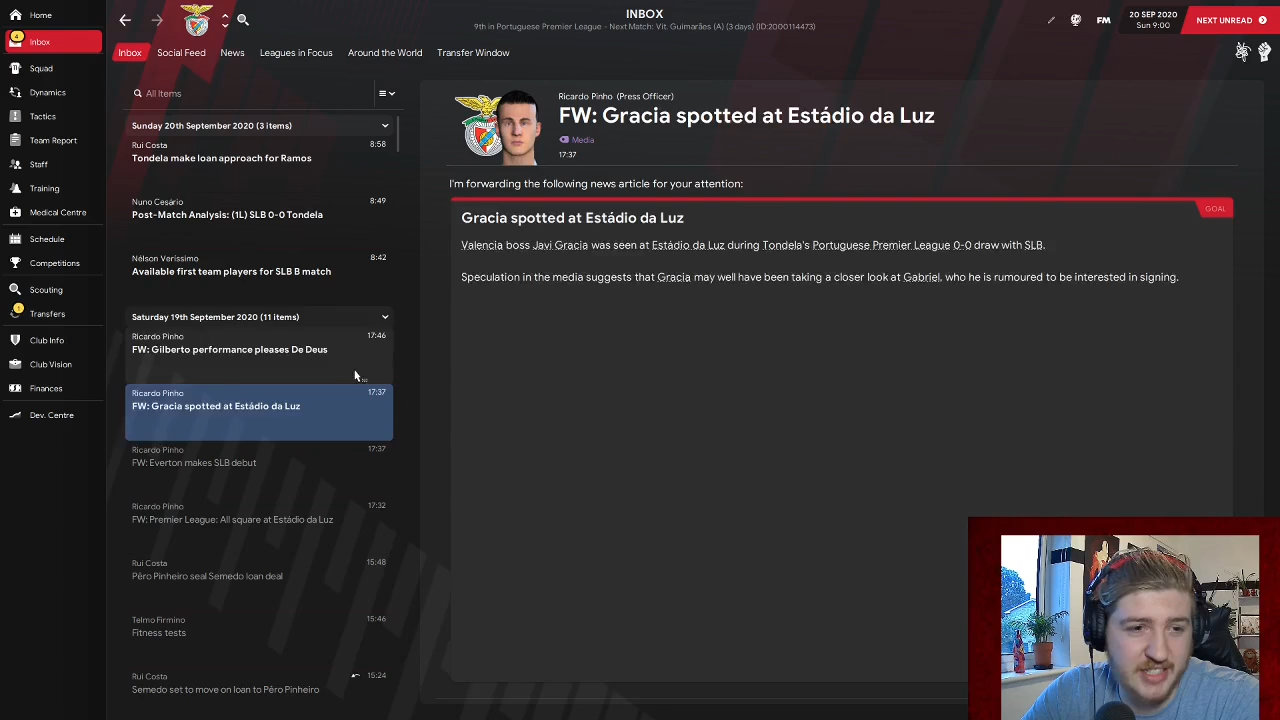 Home
4
Inbox
Squad
Dynamics
Tactics
Team Report
Staff
Training
Medical Centre
Schedule
Competitions
Scouting
1
Transfers
Club Info
Club Vision
Finances
Dev. Centre
INBOX
9th in Portuguese Premier League - Next Match: Vit. Guimarães (A) (3 days) (ID:2000114473)
FM
20 SEP 2020
Sun 9:00
NEXT UNREAD
Inbox Social Feed News Leagues in Focus Around the World Transfer Window
All Items
Sunday 20th September 2020 (3 items)
Rui Costa 8:58
Tondela make loan approach for Ramos
Nuno Cesário 8:49
Post-Match Analysis: (1L) SLB 0-0 Tondela
Nélson Veríssimo 8:42
Available first team players for SLB B match
Saturday 19th September 2020 (11 items)
Ricardo Pinho 17:46
FW: Gilberto performance pleases De Deus
Ricardo Pinho 17:37
FW: Gracia spotted at Estádio da Luz
Ricardo Pinho 17:37
FW: Everton makes SLB debut
Ricardo Pinho 17:32
FW: Premier League: All square at Estádio da Luz
Rui Costa 15:48
Pêro Pinheiro seal Semedo loan deal
Telmo Firmino 15:46
Fitness tests
Rui Costa 15:24
Semedo set to move on loan to Pêro Pinheiro
Ricardo Pinho (Press Officer)
FW: Gracia spotted at Estádio da Luz
Media
17:37
I'm forwarding the following news article for your attention:
GOAL
Gracia spotted at Estádio da Luz
Valencia boss Javi Gracia was seen at Estádio da Luz during Tondela's Portuguese Premier League 0-0 draw with SLB.
Speculation in the media suggests that Gracia may well have been taking a closer look at Gabriel, who he is rumoured to be interested in signing.